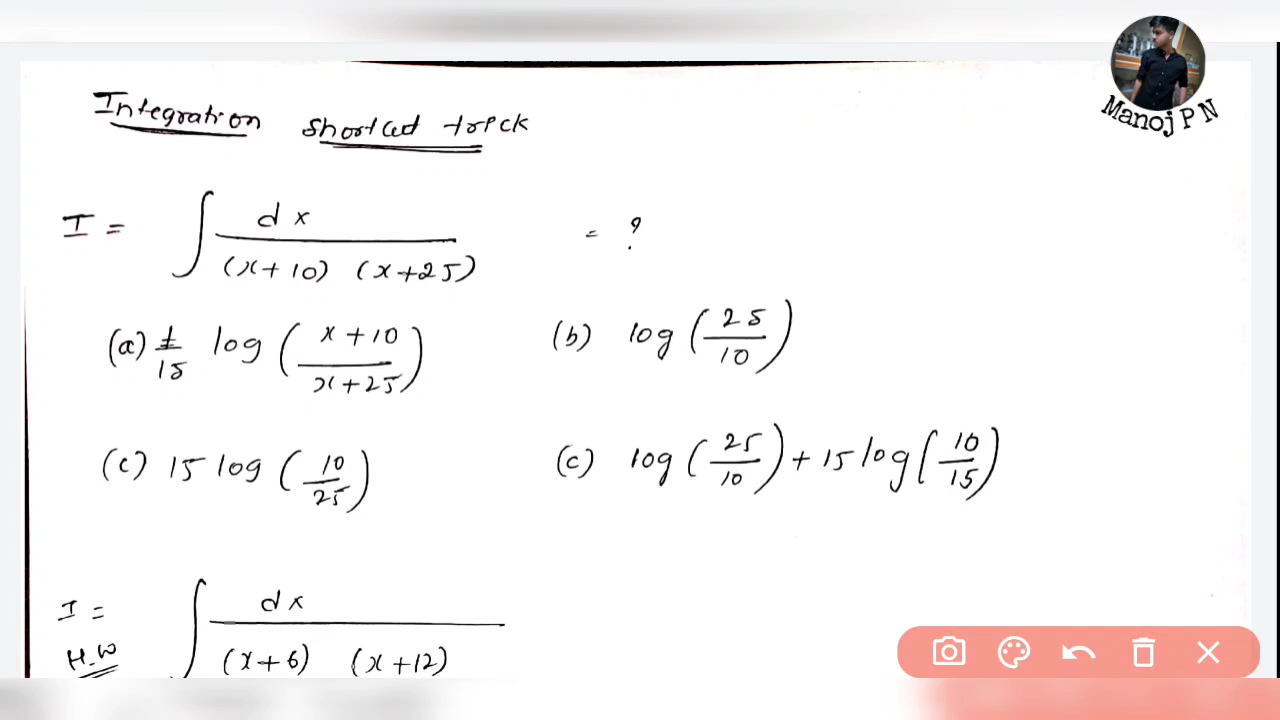 Manoj P N
Integration shortcut trick
I = ∫ dx / (x+10) (x+25) = ?
(a) 1/15 log (x+10 / x+25) (b) log (25/10)
(c) 15 log (10/25) (c) log (25/10) + 15 log (10/15)
I = ∫ dx / (x+6) (x+12)
H.W